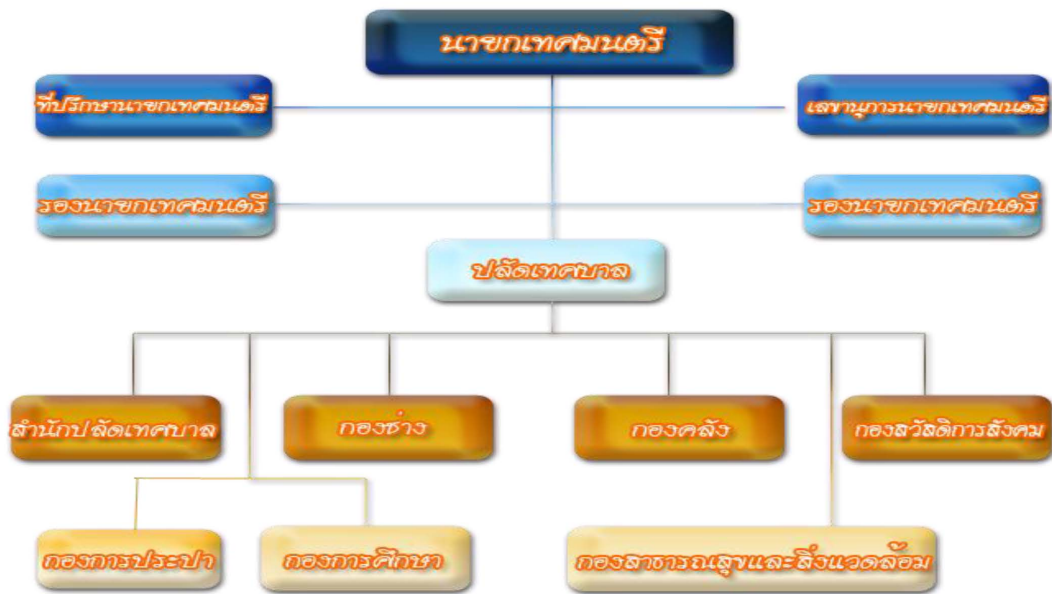 นายกเทศมนตรี
ที่ปรึกษานายกเทศมนตรี
เลขานุการนายกเทศมนตรี
รองนายกเทศมนตรี
รองนายกเทศมนตรี
ปลัดเทศบาล
สำนักปลัดเทศบาล
กองช่าง
กองคลัง
กองสวัสดิการสังคม
กองการประปา
กองการศึกษา
กองสาธารณสุขและสิ่งแวดล้อม